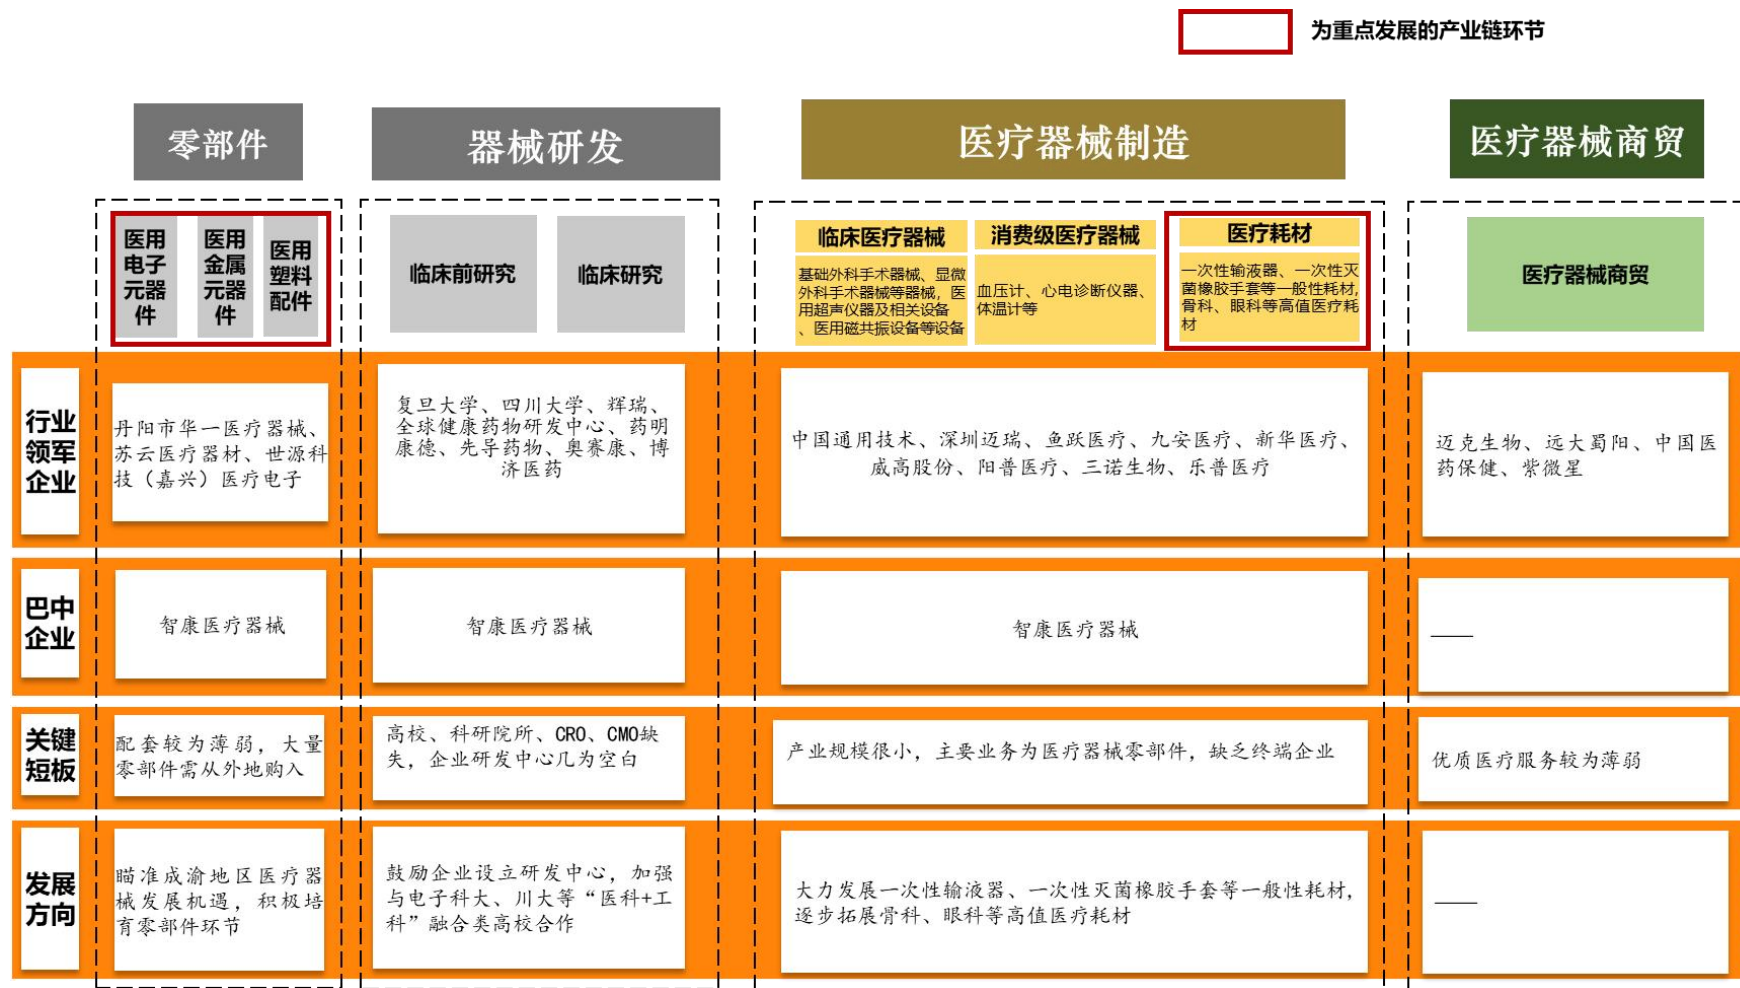 为重点发展的产业链环节
零部件
器械研发
医疗器械制造
医疗器械商贸
医用
电子
元器
件
医用
金属
元器
件
医用
塑料
配件
临床前研究
临床研究
临床医疗器械
基础外科手术器械、显微
外科手术器械等器械，医
用超声仪器及相关设备
、医用磁共振设备等设备
消费级医疗器械
血压计、心电诊断仪器、
体温计等
医疗耗材
一次性输液器、一次性灭
菌橡胶手套等一般性耗材,
骨科、眼科等高值医疗耗
材
医疗器械商贸
行业
领军
企业
丹阳市华一医疗器械、
苏云医疗器材、世源科
技（嘉兴）医疗电子
复旦大学、四川大学、辉瑞、
全球健康药物研发中心、药明
康德、先导药物、奥赛康、博
济医药
中国通用技术、深圳迈瑞、鱼跃医疗、九安医疗、新华医疗、
威高股份、阳普医疗、三诺生物、乐普医疗
迈克生物、远大蜀阳、中国医
药保健、紫微星
巴中
企业
智康医疗器械
智康医疗器械
智康医疗器械
——
关键
短板
配套较为薄弱，大量
零部件需从外地购入
高校、科研院所、CRO、CMO缺
失，企业研发中心几为空白
产业规模很小，主要业务为医疗器械零部件，缺乏终端企业
优质医疗服务较为薄弱
发展
方向
瞄准成渝地区医疗器
械发展机遇，积极培
育零部件环节
鼓励企业设立研发中心，加强
与电子科大、川大等“医科+工
科”融合类高校合作
大力发展一次性输液器、一次性灭菌橡胶手套等一般性耗材,
逐步拓展骨科、眼科等高值医疗耗材
——